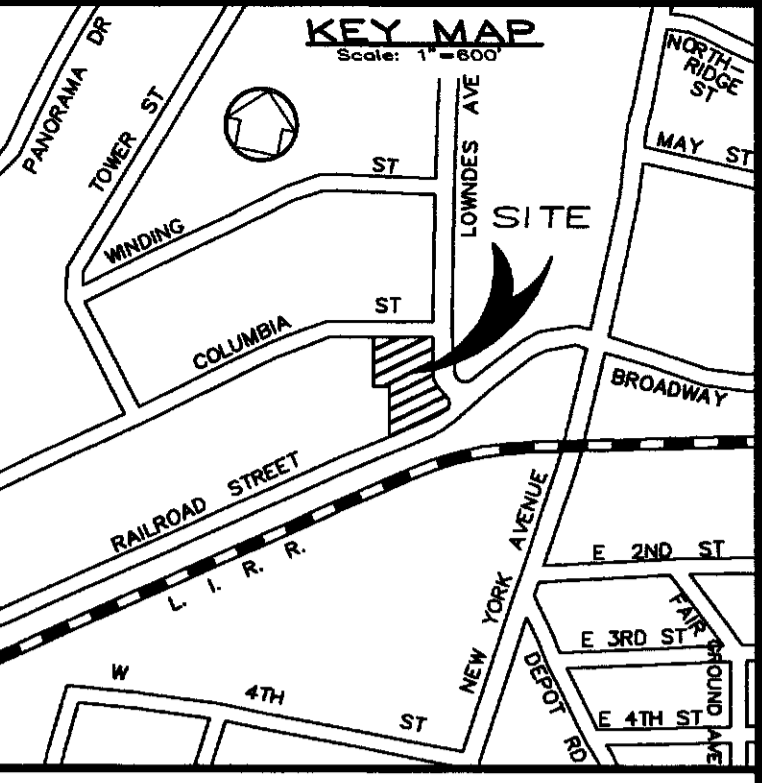 KEY MAP
Scale: 1"=600'
PANORMA DR
TOWER ST
ST
WINDING
LOWNDES AVE
NORTH-
RIDGE
ST
MAY ST
SITE
ST
COLUMBIA
BROADWAY
RAILROAD STREET
L. I. R. R.
NEW YORK AVENUE
E 2ND ST
FAIR GROUND AVE
E 3RD ST
DEPOT RD
E 4TH ST
W 4TH ST